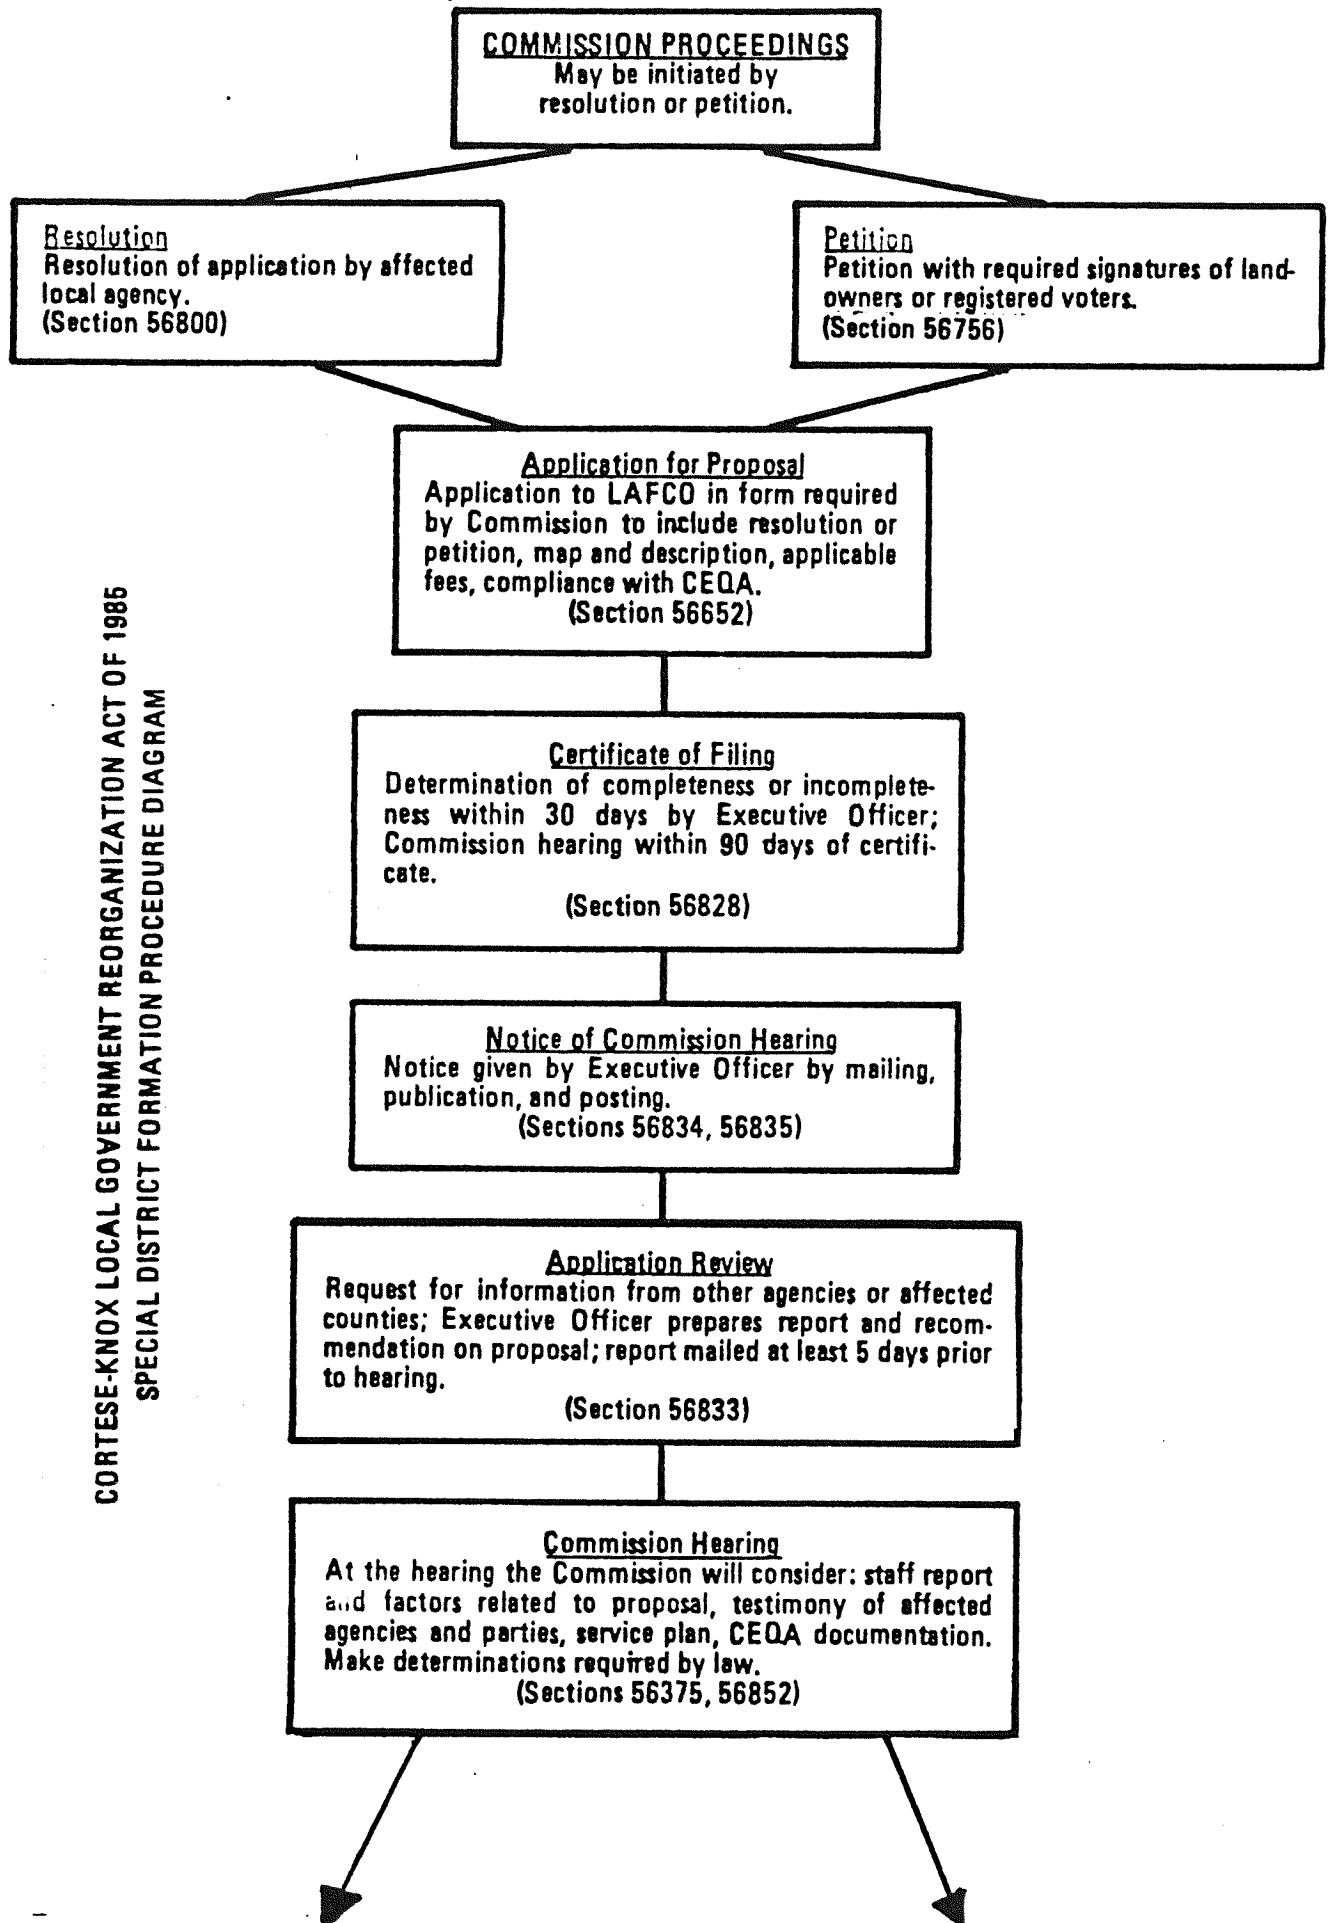 COMMISSION PROCEEDINGS
May be initiated by
resolution or petition.
Resolution
Resolution of application by affected
local agency.
(Section 56800)
Petition
Petition with required signatures of land-
owners or registered voters.
(Section 56756)
Application for Proposal
Application to LAFCO in form required
by Commission to include resolution or
petition, map and description, applicable
fees, compliance with CEQA.
(Section 56652)
CORTESE-KNOX LOCAL GOVERNMENT REORGANIZATION ACT OF 1985
SPECIAL DISTRICT FORMATION PROCEDURE DIAGRAM
Certificate of Filing
Determination of completeness or incomplete-
ness within 30 days by Executive Officer;
Commission hearing within 90 days of certifi-
cate.
(Section 56828)
Notice of Commission Hearing
Notice given by Executive Officer by mailing,
publication, and posting.
(Sections 56834, 56835)
Application Review
Request for information from other agencies or affected
counties; Executive Officer prepares report and recom-
mendation on proposal; report mailed at least 5 days prior
to hearing.
(Section 56833)
Commission Hearing
At the hearing the Commission will consider: staff report
and factors related to proposal, testimony of affected
agencies and parties, service plan, CEQA documentation.
Make determinations required by law.
(Sections 56375, 56852)